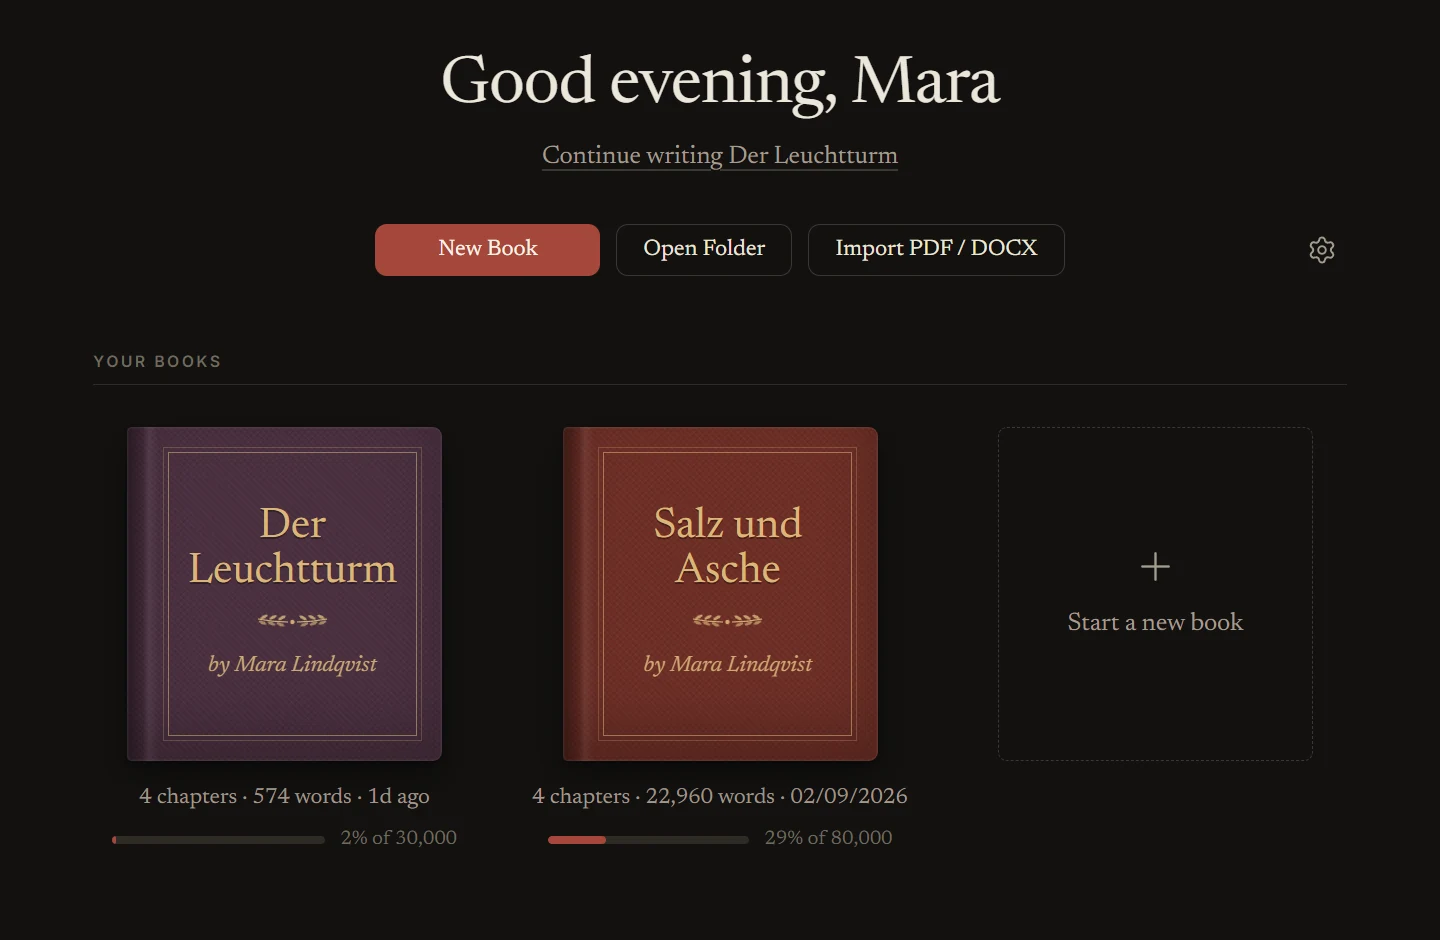 Good evening, Mara
Continue writing Der Leuchtturm
New Book
Open Folder
Import PDF / DOCX
YOUR BOOKS
Der
Leuchtturm
by Mara Lindqvist
4 chapters · 574 words · 1d ago
2% of 30,000
Salz und
Asche
by Mara Lindqvist
4 chapters · 22,960 words · 02/09/2026
29% of 80,000
Start a new book